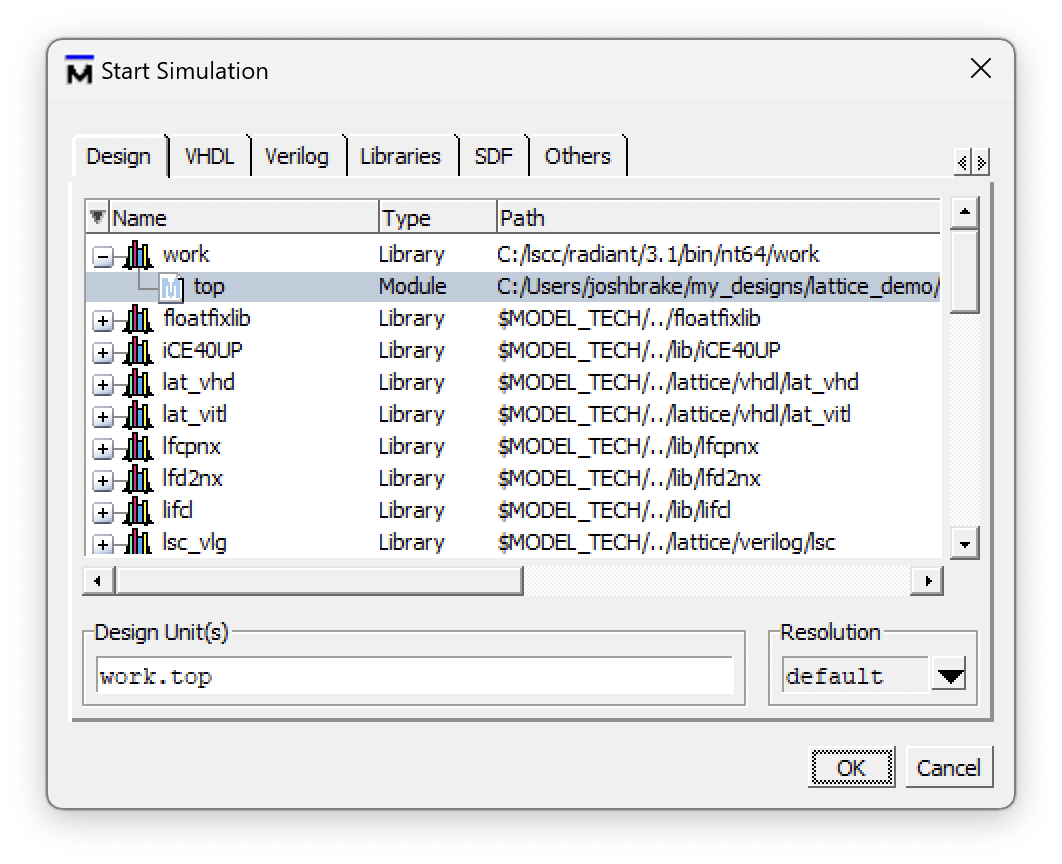 Start Simulation
Design VHDL Verilog Libraries SDF Others
Name Type Path
work Library C:/lscc/radiant/3.1/bin/nt64/work
top Module C:/Users/joshbrake/my_designs/lattice_demo/
floatfixlib Library $MODEL_TECH/../floatfixlib
iCE40UP Library $MODEL_TECH/../lib/iCE40UP
lat_vhd Library $MODEL_TECH/../lattice/vhdl/lat_vhd
lat_vitl Library $MODEL_TECH/../lattice/vhdl/lat_vitl
lfcpnx Library $MODEL_TECH/../lib/lfcpnx
lfd2nx Library $MODEL_TECH/../lib/lfd2nx
lifcl Library $MODEL_TECH/../lib/lifcl
lsc_vlg Library $MODEL_TECH/../lattice/verilog/lsc
Design Unit(s) Resolution
work.top default
OK Cancel